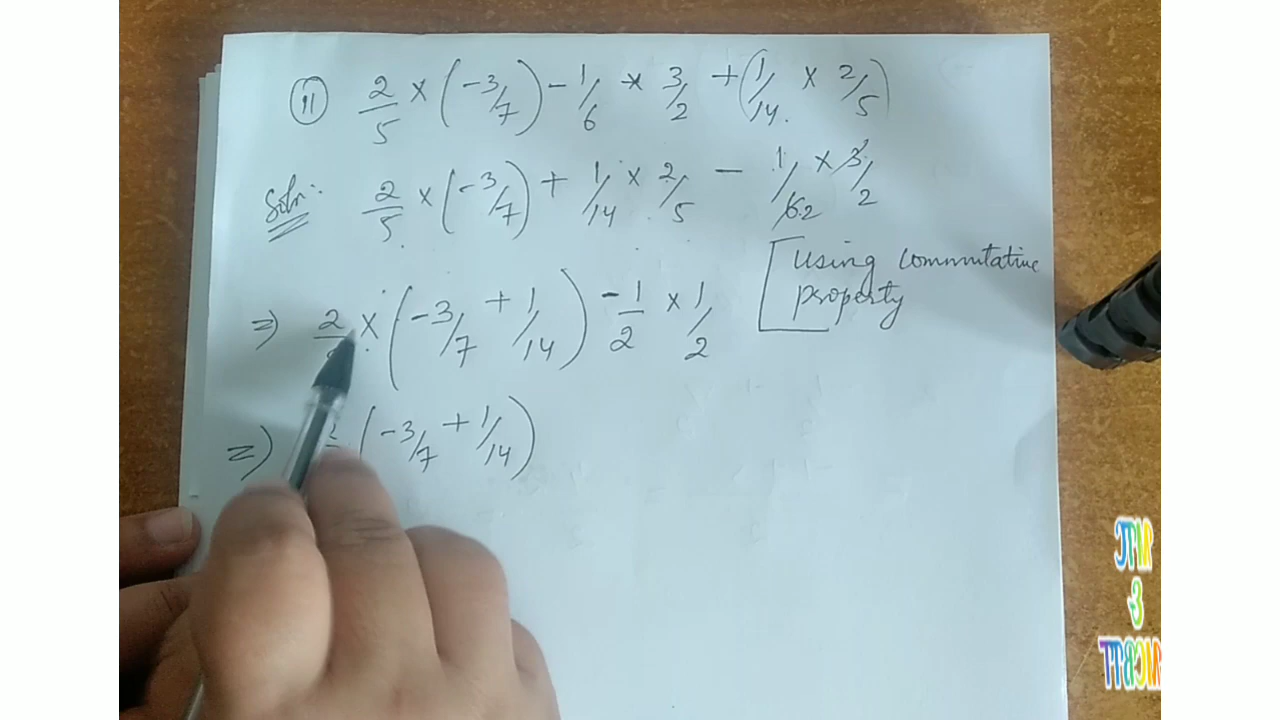 (11) 2/5 × (-3/7) - 1/6 × 3/2 + (1/14 × 2/5)
Soln:- 2/5 × (-3/7) + 1/14 × 2/5 - 1/6.2 × 3/2
[Using commutative
property
=) 2 × (-3/7 + 1/14) - 1/2 × 1/2
=) (-3/7 + 1/14)